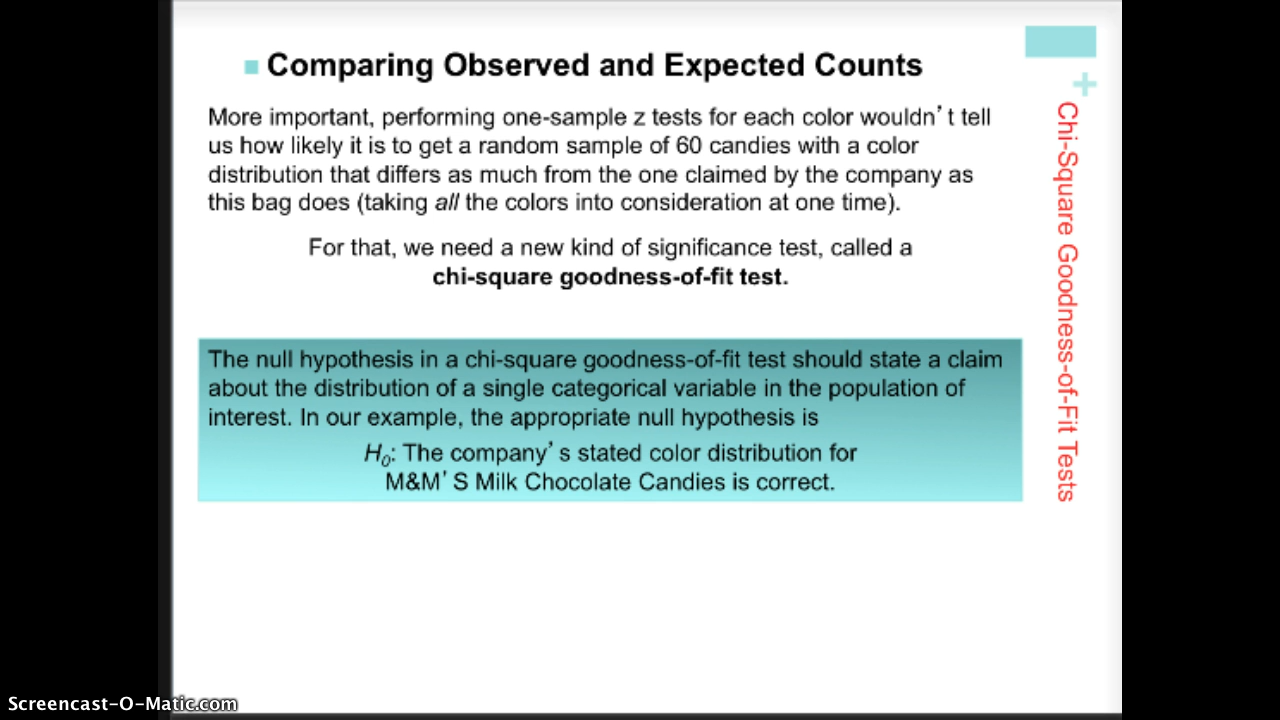 Comparing Observed and Expected Counts
More important, performing one-sample z tests for each color wouldn’t tell
us how likely it is to get a random sample of 60 candies with a color
distribution that differs as much from the one claimed by the company as
this bag does (taking all the colors into consideration at one time).
For that, we need a new kind of significance test, called a
chi-square goodness-of-fit test.
The null hypothesis in a chi-square goodness-of-fit test should state a claim
about the distribution of a single categorical variable in the population of
interest. In our example, the appropriate null hypothesis is
H0: The company’s stated color distribution for
M&M’S Milk Chocolate Candies is correct.
+
Chi-Square Goodness-of-Fit Tests
Screencast-O-Matic.com